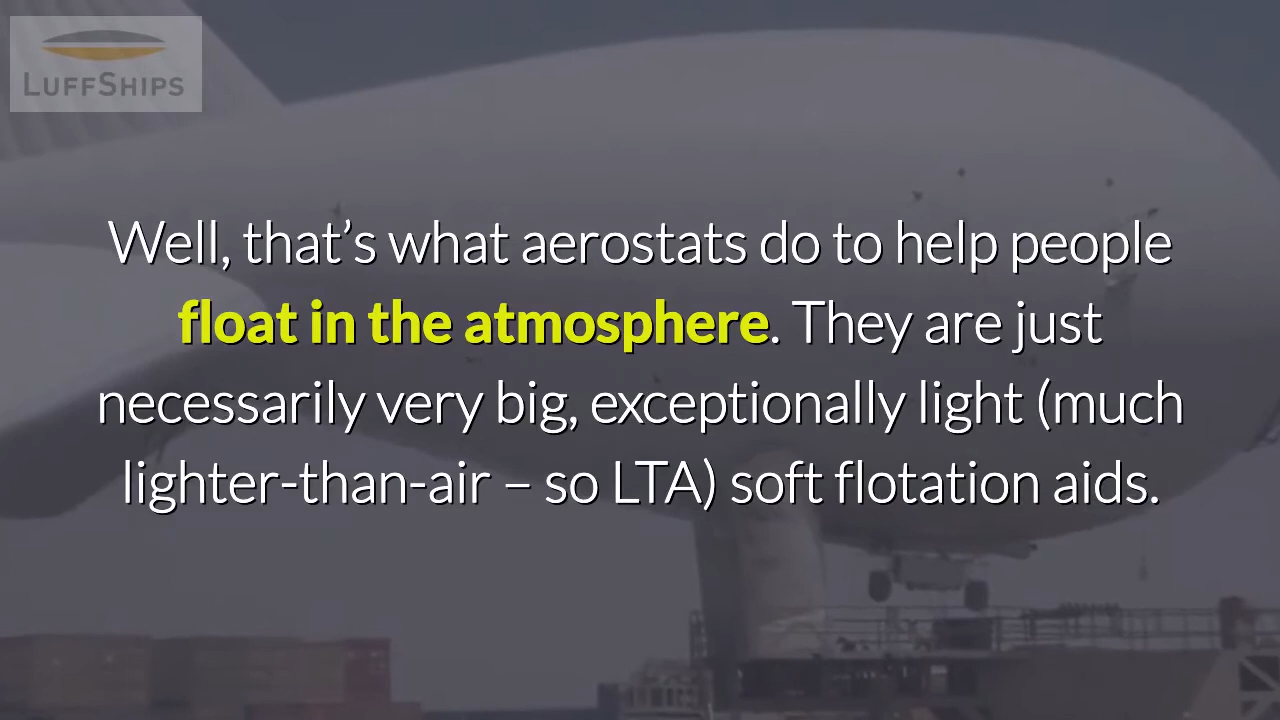 LUFFSHIPS
Well, that’s what aerostats do to help people
float in the atmosphere. They are just
necessarily very big, exceptionally light (much
lighter-than-air – so LTA) soft flotation aids.